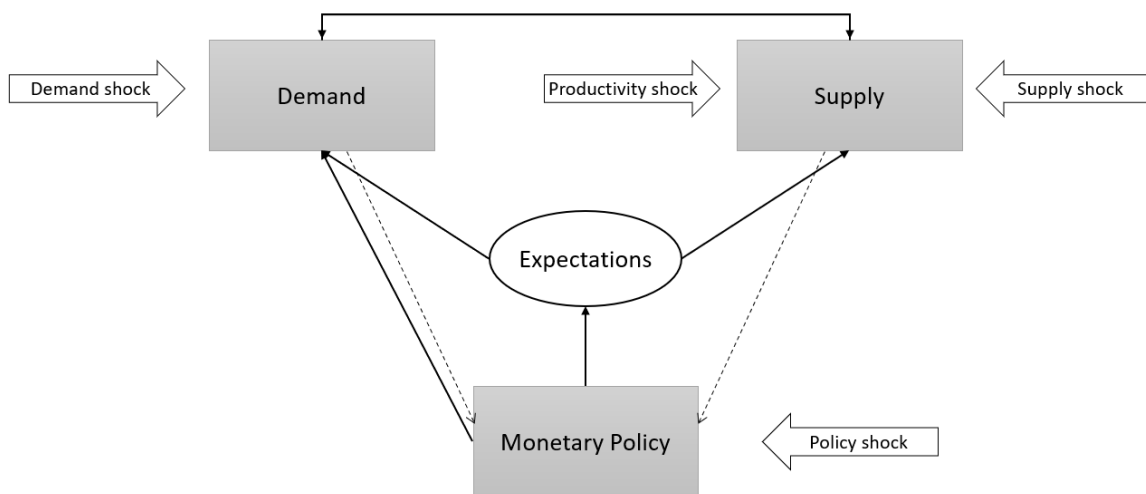 Demand shock
Demand
Productivity shock
Supply
Supply shock
Expectations
Monetary Policy
Policy shock